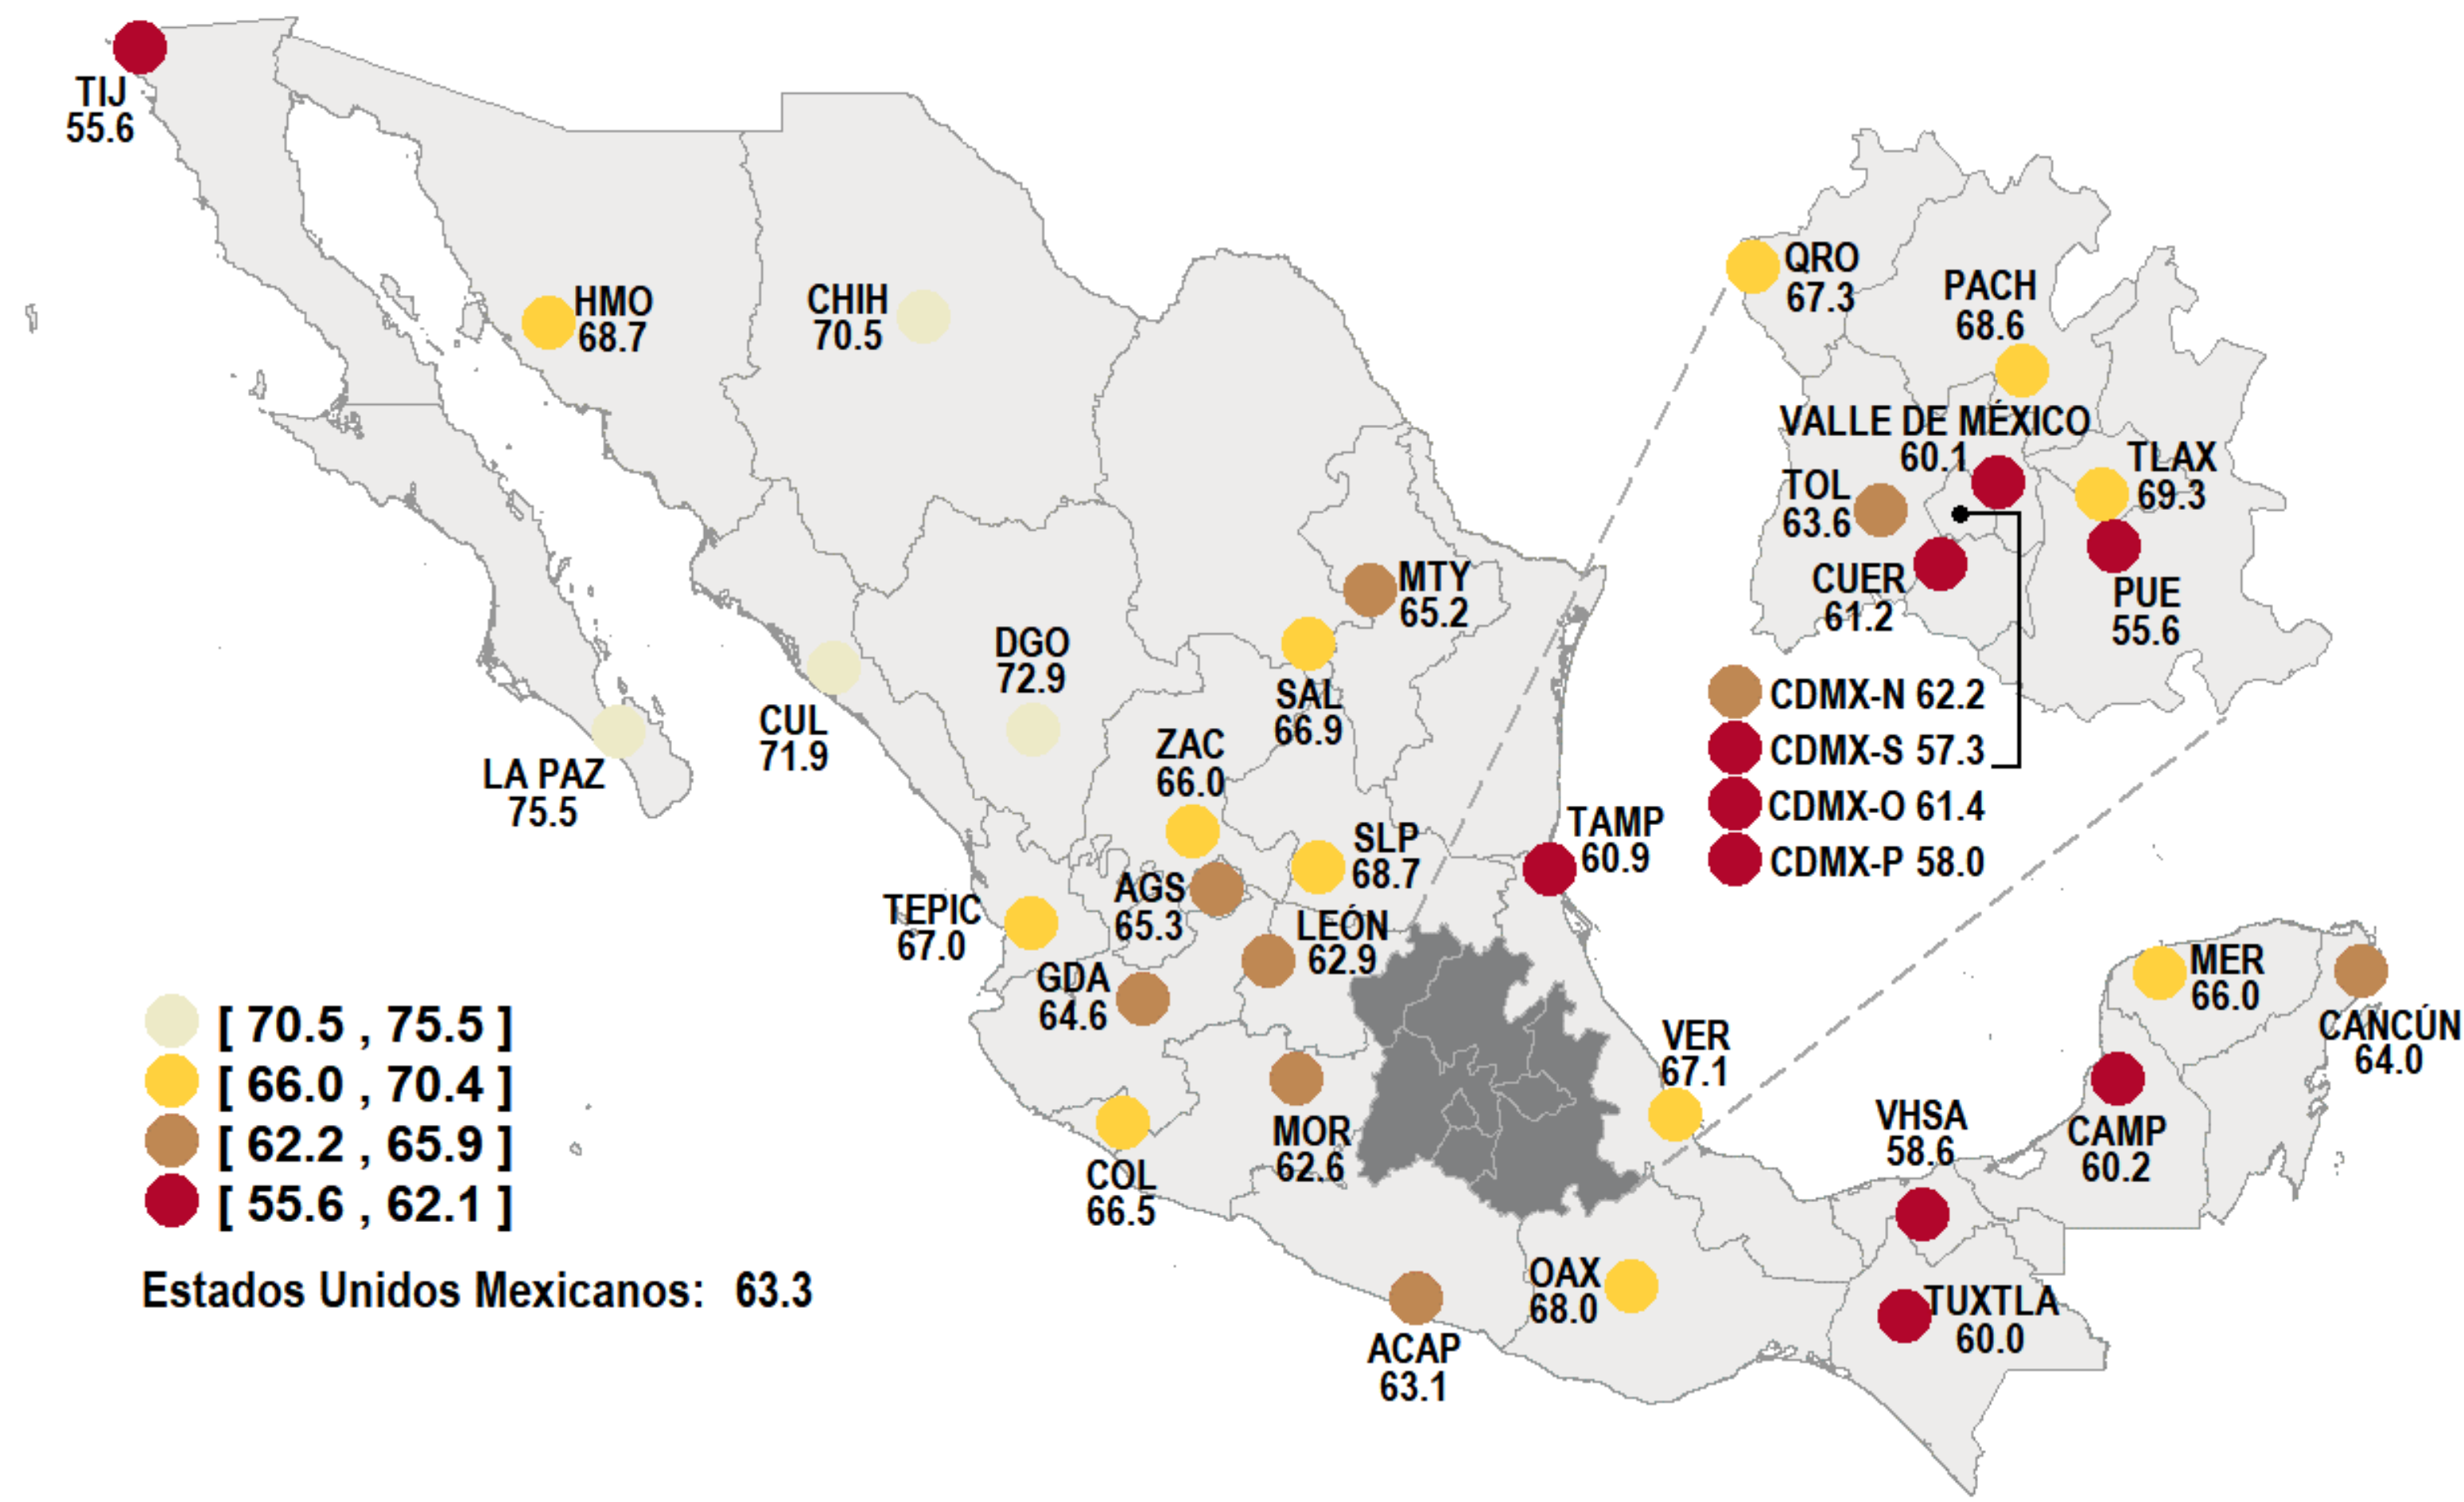 TIJ
55.6
HMO
68.7
CHIH
70.5
QRO
67.3
PACH
68.6
VALLE DE MÉXICO
60.1
TLAX
69.3
TOL
63.6
CUER
61.2
PUE
55.6
CDMX-N 62.2
CDMX-S 57.3
CDMX-O 61.4
CDMX-P 58.0
MTY
65.2
SAL
66.9
DGO
72.9
CUL
71.9
LA PAZ
75.5
ZAC
66.0
SLP
68.7
TAMP
60.9
AGS
65.3
TEPIC
67.0
LEÓN
62.9
GDA
64.6
MER
66.0
CANCÚN
64.0
VER
67.1
VHSA
58.6
CAMP
60.2
MOR
62.6
COL
66.5
OAX
68.0
TUXTLA
60.0
ACAP
63.1
[ 70.5 , 75.5 ]
[ 66.0 , 70.4 ]
[ 62.2 , 65.9 ]
[ 55.6 , 62.1 ]
Estados Unidos Mexicanos: 63.3